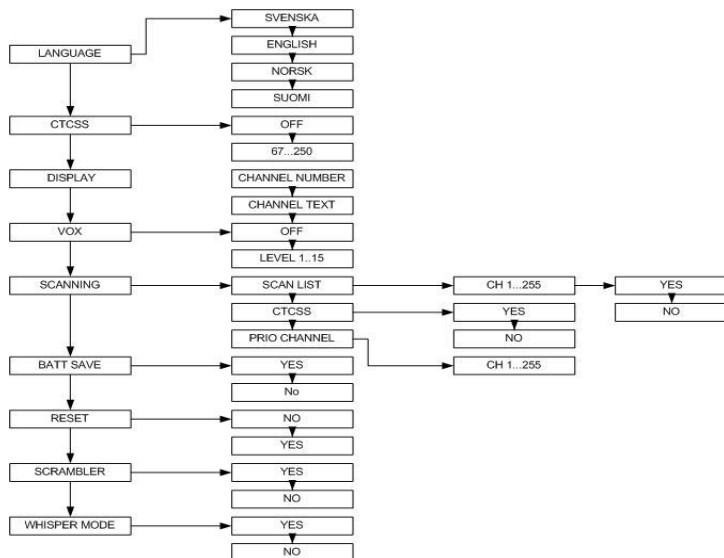 SVENSKA
LANGUAGE
ENGLISH
NORSK
SUOMI
CTCSS
OFF
67...250
DISPLAY
CHANNEL NUMBER
CHANNEL TEXT
VOX
OFF
LEVEL 1..15
SCANNING
SCAN LIST
CH 1...255
YES
NO
CTCSS
YES
NO
PRIO CHANNEL
CH 1...255
BATT SAVE
YES
No
RESET
NO
YES
SCRAMBLER
YES
NO
WHISPER MODE
YES
NO